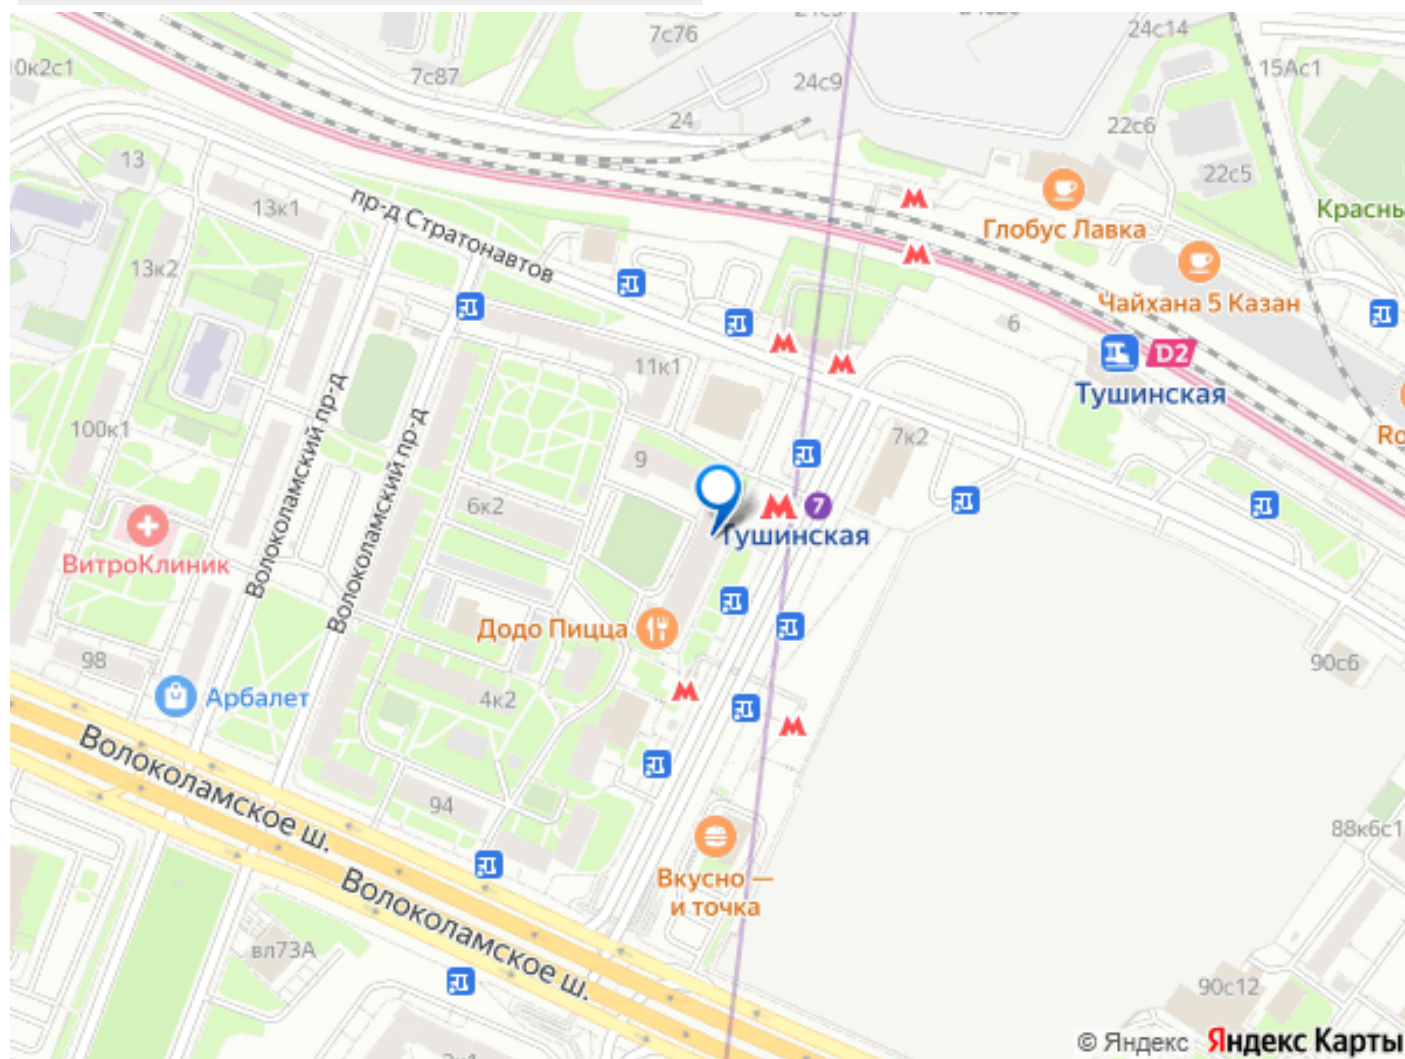 7с76
24с14
10к2с1
7с87
24с9
15Ас1
24
22с6
13
22с5
13к1
пр-д Стратонавтов
Красны
Глобус Лавка
13к2
Чайхана 5 Казан
6
11к1
D2
Тушинская
Волоколамский пр-д
Волоколамский пр-д
100к1
7к2
Ro
9
6к2
7
Тушинская
ВитроКлиник
Додо Пицца
98
90с6
Арбалет
4к2
Волоколамское ш.
94
88к6с1
Вкусно —
и точка
Волоколамское ш.
вл73А
90с12
© Яндекс Яндекс Карты